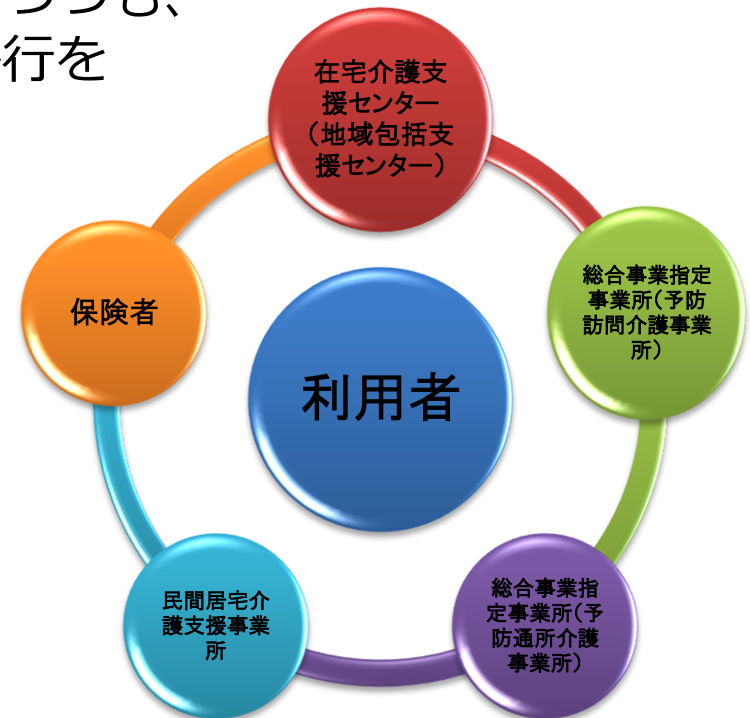 つつも、
行を
在宅介護支
援センター
（地域包括支
援センター）
総合事業指定
事業所（予防
訪問介護事業
所）
保険者
利用者
民間居宅介
護支援事業
所
総合事業指
定事業所（予
防通所介護
事業所）